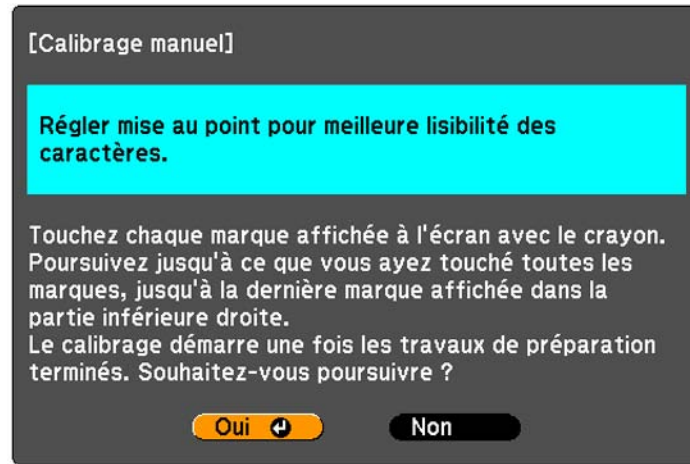 [Calibrage manuel]
Régler mise au point pour meilleure lisibilité des
caractères.
Touchez chaque marque affichée à l'écran avec le crayon.
Poursuivez jusqu'à ce que vous ayez touché toutes les
marques, jusqu'à la dernière marque affichée dans la
partie inférieure droite.
Le calibrage démarre une fois les travaux de préparation
terminés. Souhaitez-vous poursuivre ?
Oui Non